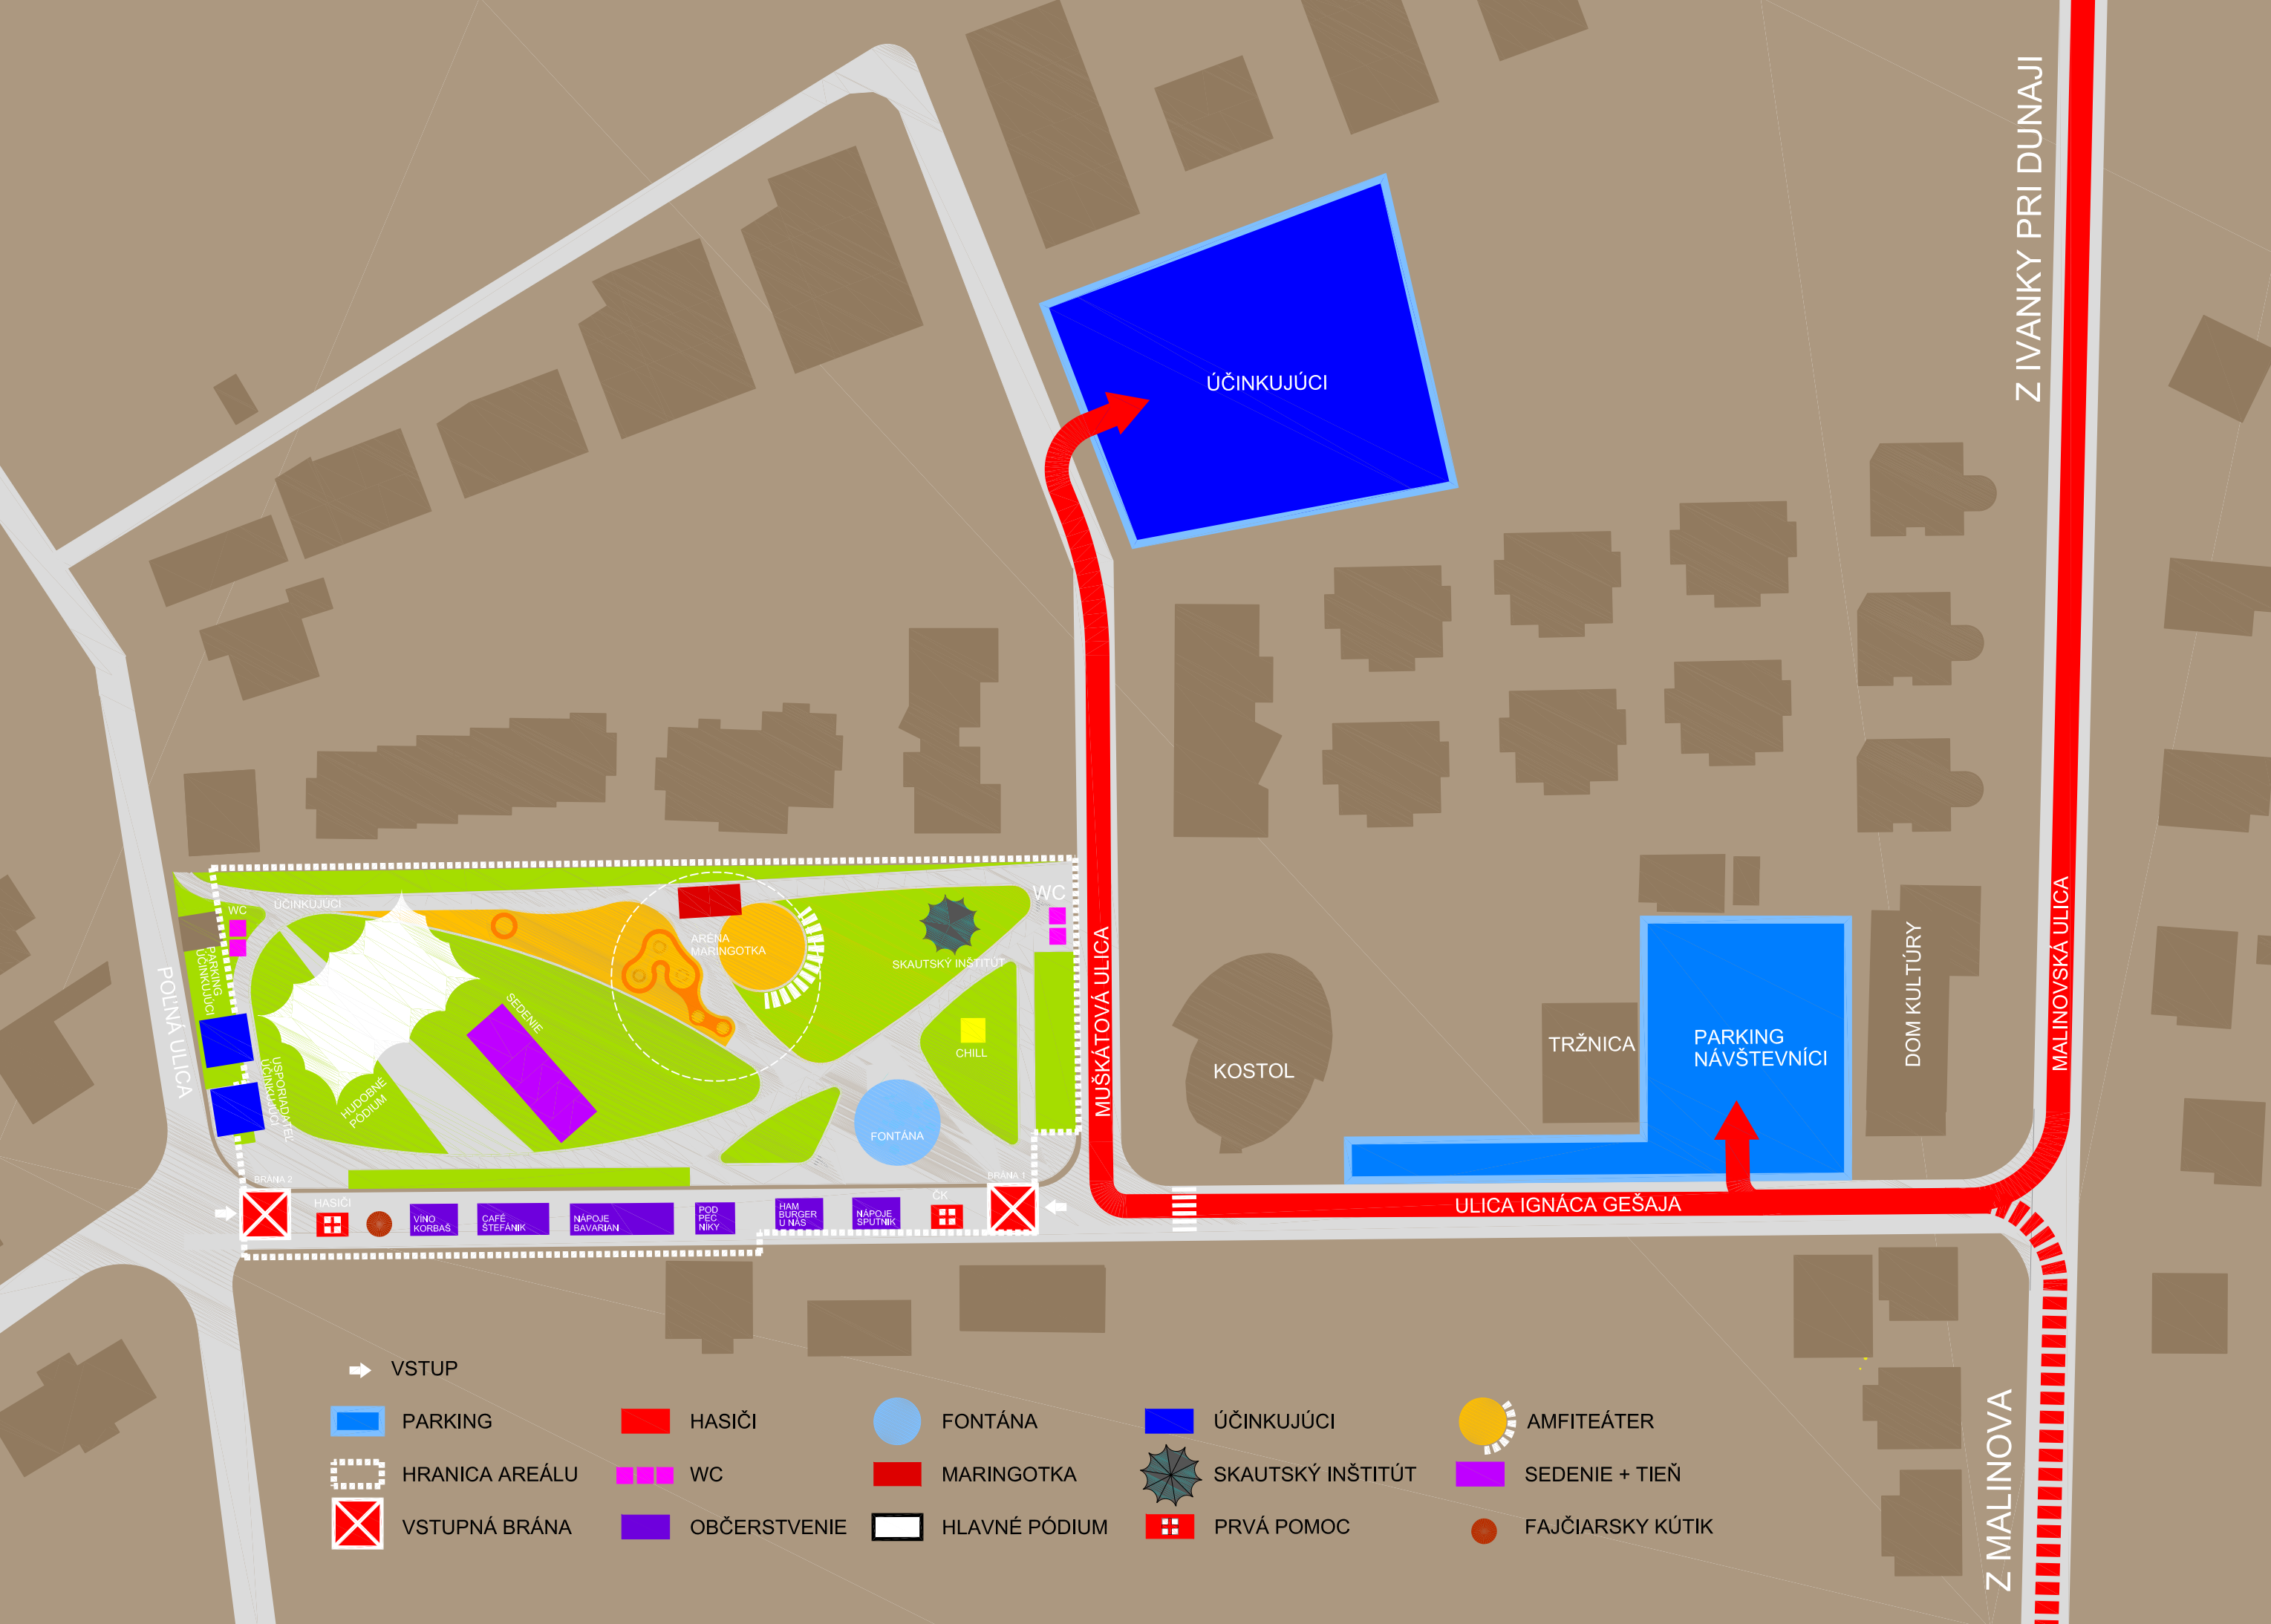 Z IVANKY PRI DUNAJI
ÚČINKUJÚCI
MALINOVSKÁ ULICA
MUŠKÁTOVÁ ULICA
POĽNÁ ULICA
WC
ÚČINKUJÚCI
WC
PARKING
ÚČINKUJÚCI
ARÉNA
MARINGOTKA
SKAUTSKÝ INŠTITÚT
SEDENIE
CHILL
USPORIADATEĽ
ÚČINKUJÚCI
HUDOBNÉ
PÓDIUM
FONTÁNA
KOSTOL
TRŽNICA
PARKING
NÁVŠTEVNÍCI
DOM KULTÚRY
BRÁNA 2
BRÁNA 1
HASIČI
VÍNO
KORBAŠ
CAFÉ
ŠTEFÁNIK
NÁPOJE
BAVARIAN
POD
PEC
NÍKY
HAM
BURGER
U NÁS
NÁPOJE
SPUTNIK
ČK
ULICA IGNÁCA GEŠAJA
Z MALINOVA
VSTUP
PARKING
HASIČI
FONTÁNA
ÚČINKUJÚCI
AMFITEÁTER
HRANICA AREÁLU
WC
MARINGOTKA
SKAUTSKÝ INŠTITÚT
SEDENIE + TIEŇ
VSTUPNÁ BRÁNA
OBČERSTVENIE
HLAVNÉ PÓDIUM
PRVÁ POMOC
FAJČIARSKY KÚTIK